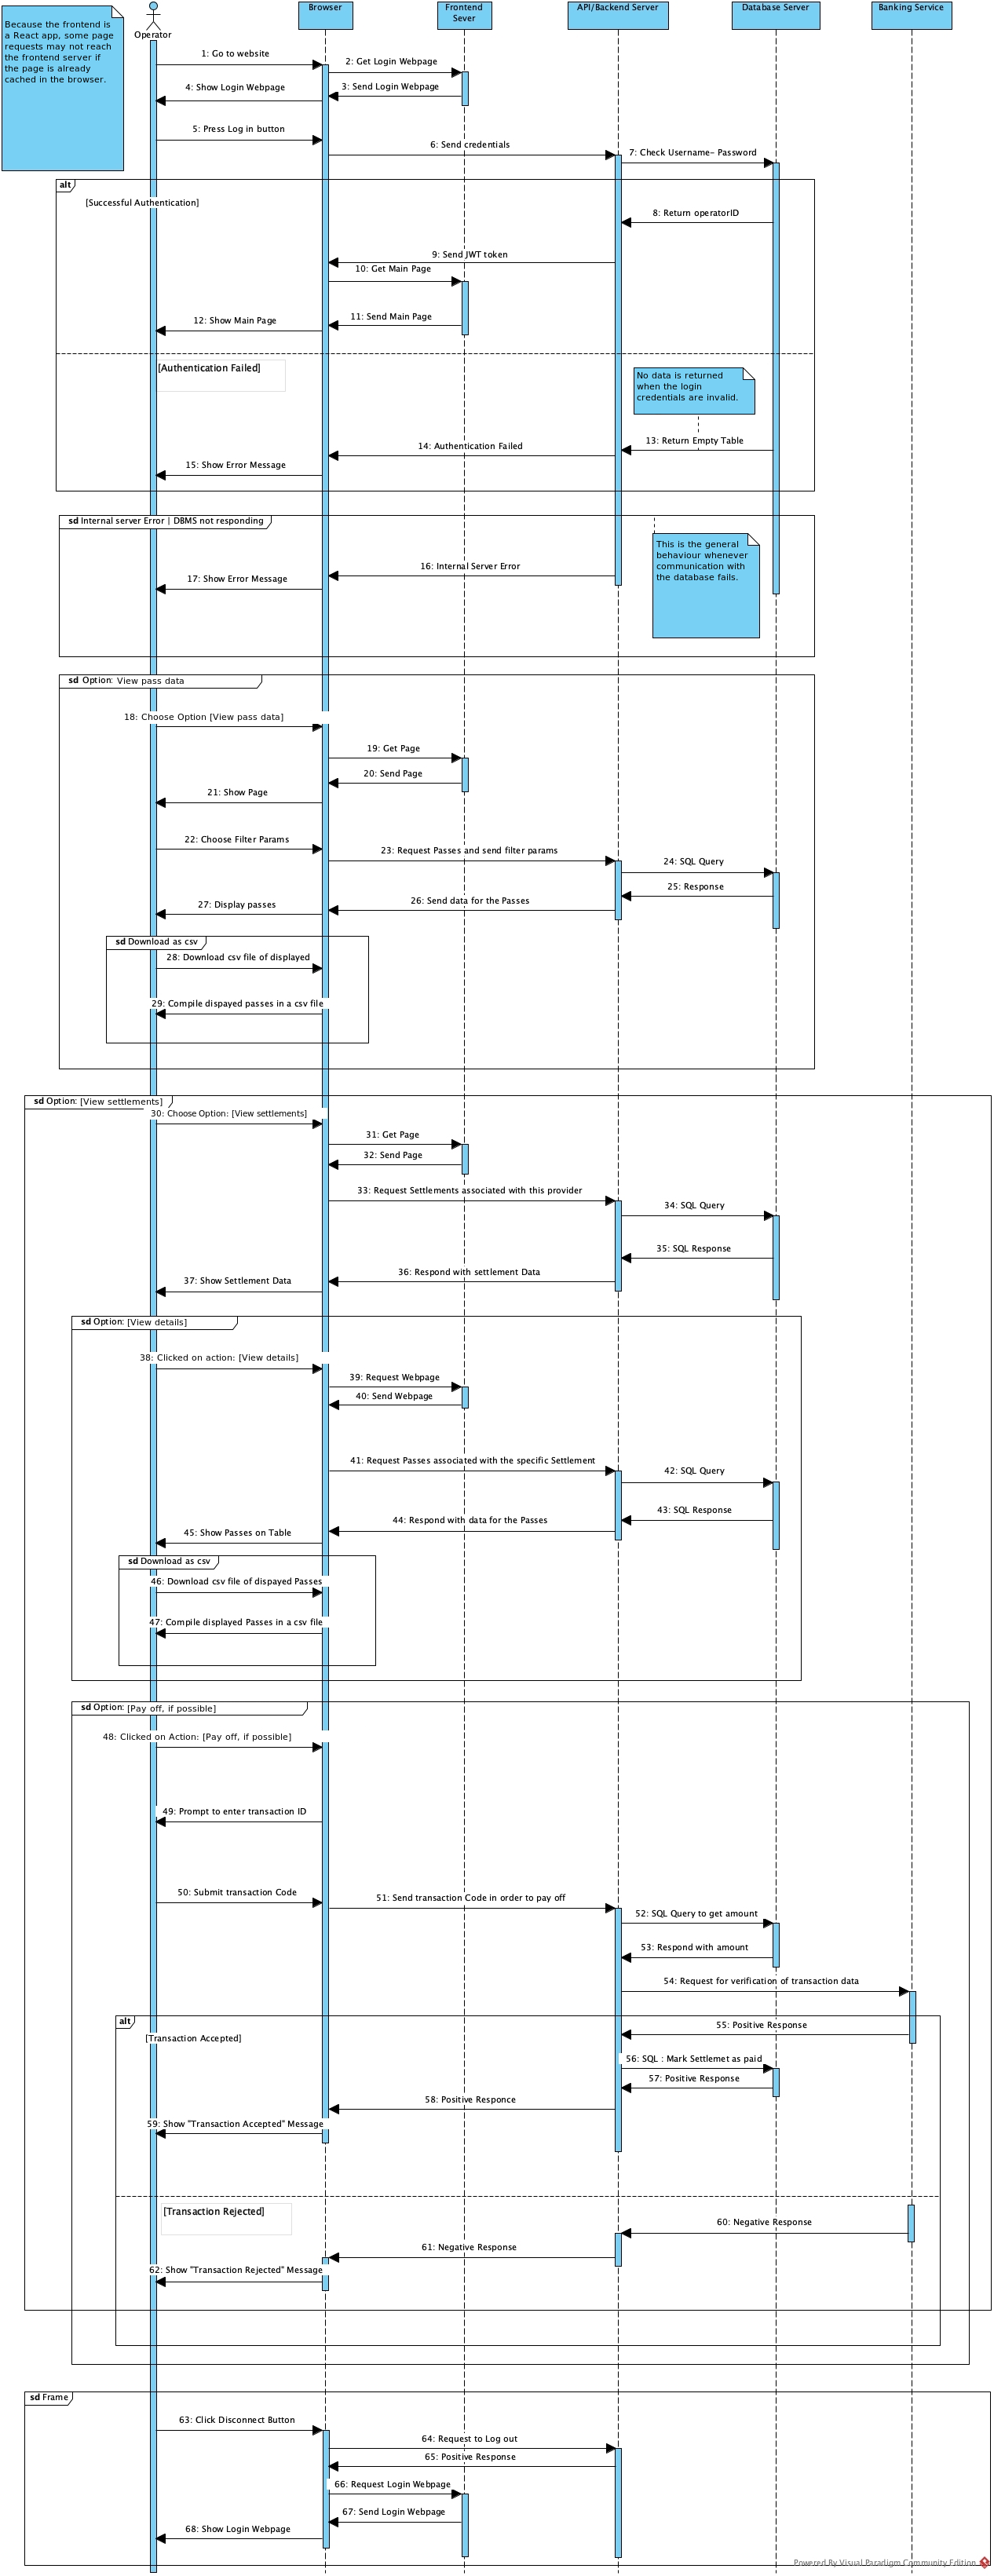 Because the frontend is
a React app, some page
requests may not reach
the frontend server if
the page is already
cached in the browser.
Operator
Browser
Frontend
Sever
API/Backend Server
Database Server
Banking Service
1: Go to website
2: Get Login Webpage
3: Send Login Webpage
4: Show Login Webpage
5: Press Log in button
6: Send credentials
7: Check Username- Password
alt
[Successful Authentication]
8: Return operatorID
9: Send JWT token
10: Get Main Page
11: Send Main Page
12: Show Main Page
[Authentication Failed]
No data is returned
when the login
credentials are invalid.
13: Return Empty Table
14: Authentication Failed
15: Show Error Message
sd Internal server Error | DBMS not responding
This is the general
behaviour whenever
communication with
the database fails.
16: Internal Server Error
17: Show Error Message
sd Option: View pass data
18: Choose Option [View pass data]
19: Get Page
20: Send Page
21: Show Page
22: Choose Filter Params
23: Request Passes and send filter params
24: SQL Query
25: Response
26: Send data for the Passes
27: Display passes
sd Download as csv
28: Download csv file of displayed
29: Compile dispayed passes in a csv file
sd Option: [View settlements]
30: Choose Option: [View settlements]
31: Get Page
32: Send Page
33: Request Settlements associated with this provider
34: SQL Query
35: SQL Response
36: Respond with settlement Data
37: Show Settlement Data
sd Option: [View details]
38: Clicked on action: [View details]
39: Request Webpage
40: Send Webpage
41: Request Passes associated with the specific Settlement
42: SQL Query
43: SQL Response
44: Respond with data for the Passes
45: Show Passes on Table
sd Download as csv
46: Download csv file of dispayed Passes
47: Compile displayed Passes in a csv file
sd Option: [Pay off, if possible]
48: Clicked on Action: [Pay off, if possible]
49: Prompt to enter transaction ID
50: Submit transaction Code
51: Send transaction Code in order to pay off
52: SQL Query to get amount
53: Respond with amount
54: Request for verification of transaction data
alt
[Transaction Accepted]
55: Positive Response
56: SQL : Mark Settlemet as paid
57: Positive Response
58: Positive Responce
59: Show "Transaction Accepted" Message
[Transaction Rejected]
60: Negative Response
61: Negative Response
62: Show "Transaction Rejected" Message
sd Frame
63: Click Disconnect Button
64: Request to Log out
65: Positive Response
66: Request Login Webpage
67: Send Login Webpage
68: Show Login Webpage
Powered By Visual Paradigm Community Edition